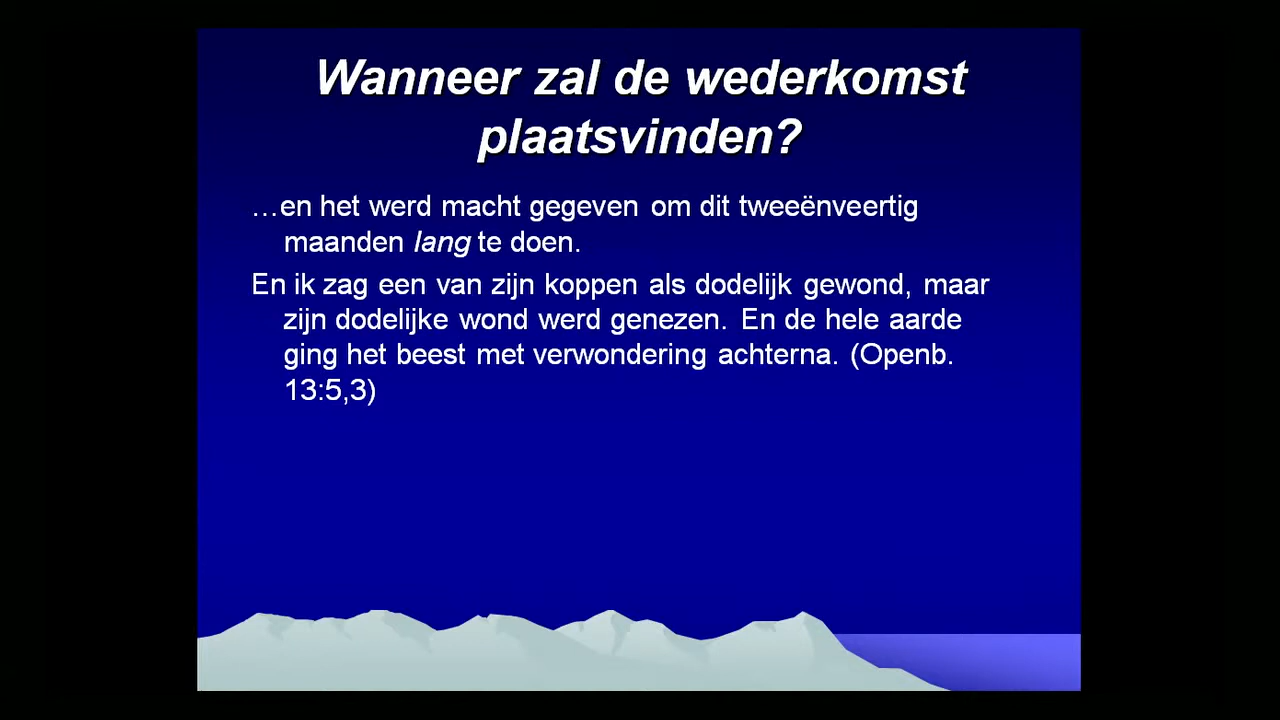 Wanneer zal de wederkomst
plaatsvinden?
…en het werd macht gegeven om dit tweeënveertig
maanden lang te doen.
En ik zag een van zijn koppen als dodelijk gewond, maar
zijn dodelijke wond werd genezen. En de hele aarde
ging het beest met verwondering achterna. (Openb.
13:5,3)